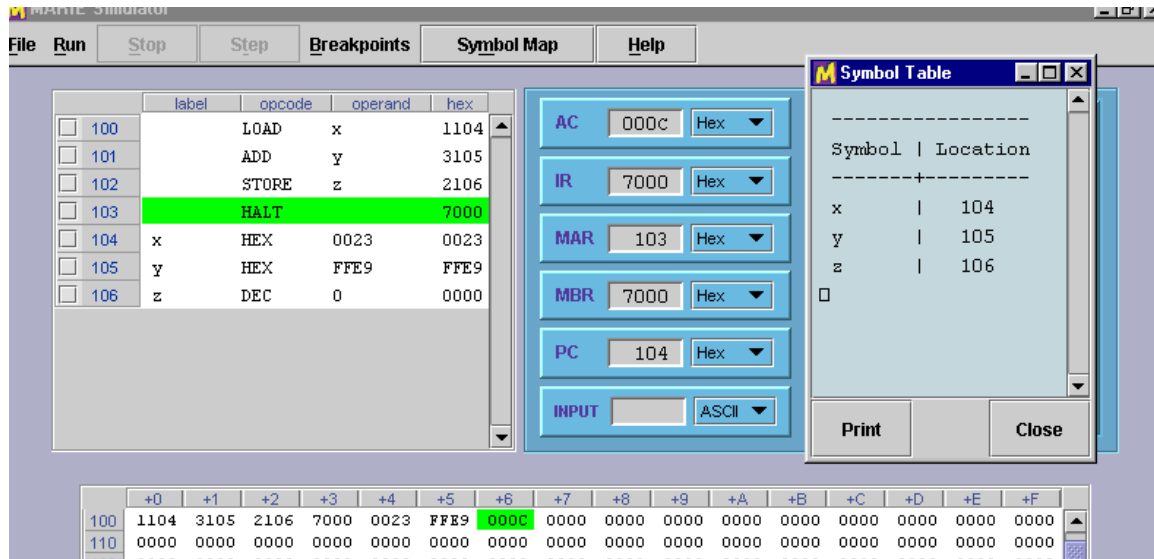 MARIE Simulator
File Run Stop Step Breakpoints Symbol Map Help
label opcode operand hex
100 LOAD x 1104
101 ADD y 3105
102 STORE z 2106
103 HALT 7000
104 x HEX 0023 0023
105 y HEX FFE9 FFE9
106 z DEC 0 0000
AC 000C Hex
IR 7000 Hex
MAR 103 Hex
MBR 7000 Hex
PC 104 Hex
INPUT ASCII
Symbol Table
------------------
Symbol | Location
-------+---------
x | 104
y | 105
z | 106
Print Close
+0 +1 +2 +3 +4 +5 +6 +7 +8 +9 +A +B +C +D +E +F
100 1104 3105 2106 7000 0023 FFE9 000C 0000 0000 0000 0000 0000 0000 0000 0000 0000
110 0000 0000 0000 0000 0000 0000 0000 0000 0000 0000 0000 0000 0000 0000 0000 0000